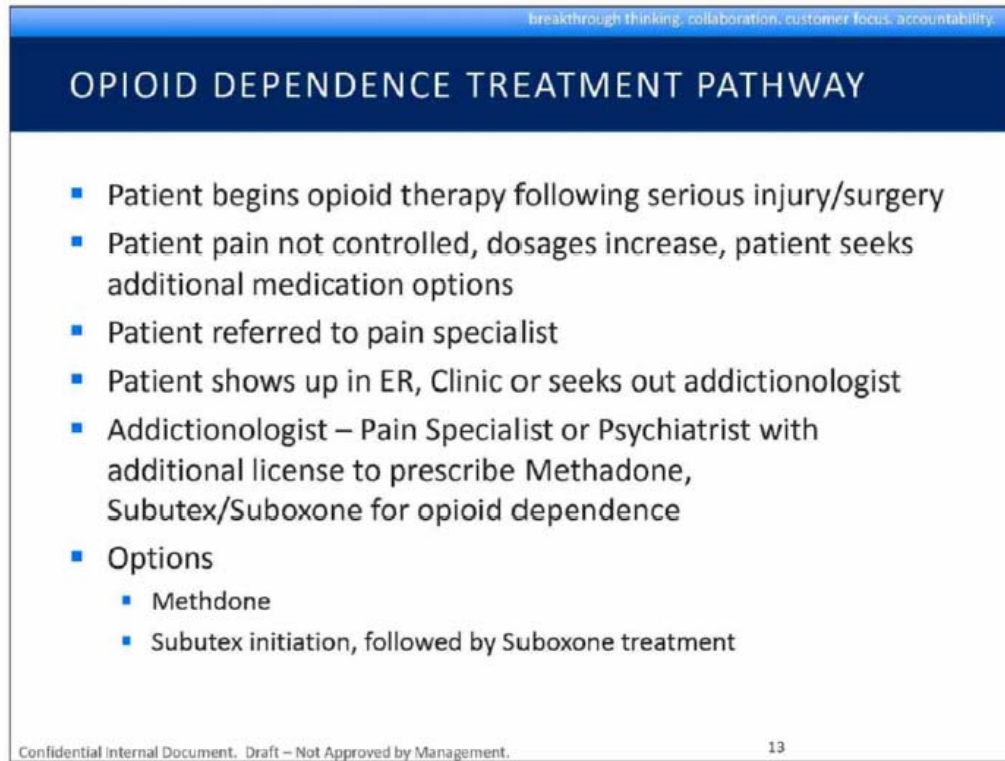 breakthrough thinking. collaboration. customer focus. accountability.
OPIOID DEPENDENCE TREATMENT PATHWAY
▪ Patient begins opioid therapy following serious injury/surgery
▪ Patient pain not controlled, dosages increase, patient seeks
additional medication options
▪ Patient referred to pain specialist
▪ Patient shows up in ER, Clinic or seeks out addictionologist
▪ Addictionologist – Pain Specialist or Psychiatrist with
additional license to prescribe Methadone,
Subutex/Suboxone for opioid dependence
▪ Options
▪ Methdone
▪ Subutex initiation, followed by Suboxone treatment
Confidential Internal Document. Draft – Not Approved by Management.
13